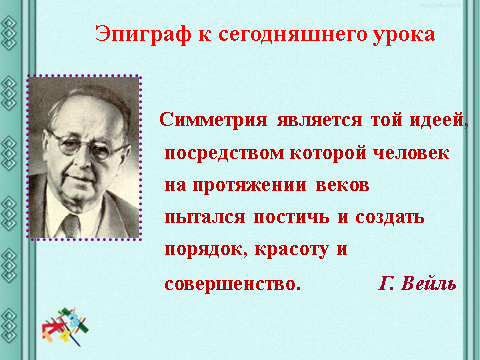 Эпиграф к сегодняшнего урока
Симметрия является той идеей,
посредством которой человек
на протяжении веков
пытался постичь и создать
порядок, красоту и
совершенство. Г. Вейль